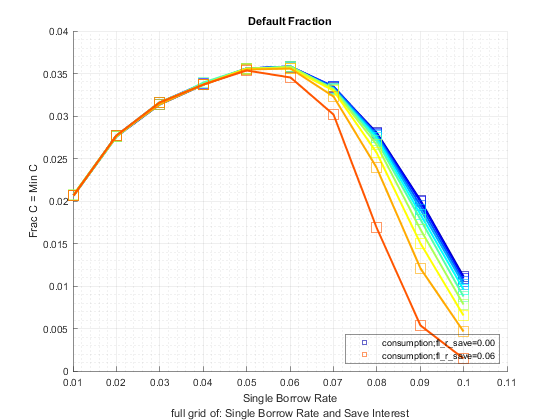 Default Fraction
0.04
0.035
0.03
0.025
0.02
0.015
0.01
0.005
0
Frac C = Min C
consumption;fl_r_save=0.00
consumption;fl_r_save=0.06
0.01 0.02 0.03 0.04 0.05 0.06 0.07 0.08 0.09 0.1 0.11
Single Borrow Rate
full grid of: Single Borrow Rate and Save Interest